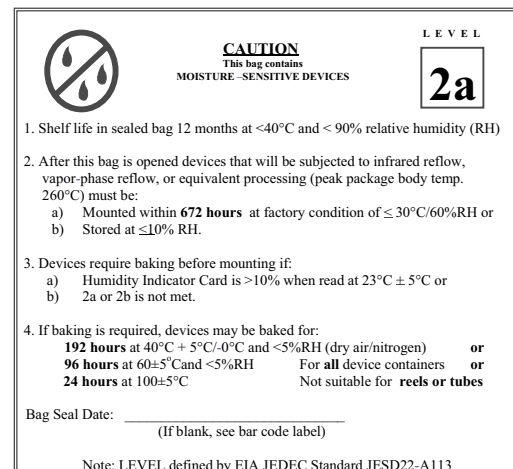 LEVEL
CAUTION
This bag contains
MOISTURE –SENSITIVE DEVICES
2a
1. Shelf life in sealed bag 12 months at <40°C and < 90% relative humidity (RH)
2. After this bag is opened devices that will be subjected to infrared reflow,
vapor-phase reflow, or equivalent processing (peak package body temp.
260°C) must be:
a) Mounted within 672 hours at factory condition of ≤ 30°C/60%RH or
b) Stored at ≤10% RH.
3. Devices require baking before mounting if:
a) Humidity Indicator Card is >10% when read at 23°C ± 5°C or
b) 2a or 2b is not met.
4. If baking is required, devices may be baked for:
192 hours at 40°C + 5°C/-0°C and <5%RH (dry air/nitrogen) or
96 hours at 60±5°Cand <5%RH For all device containers or
24 hours at 100±5°C Not suitable for reels or tubes
Bag Seal Date: ______________________________
(If blank, see bar code label)
Note: LEVEL defined by EIA JEDEC Standard JESD22-A113